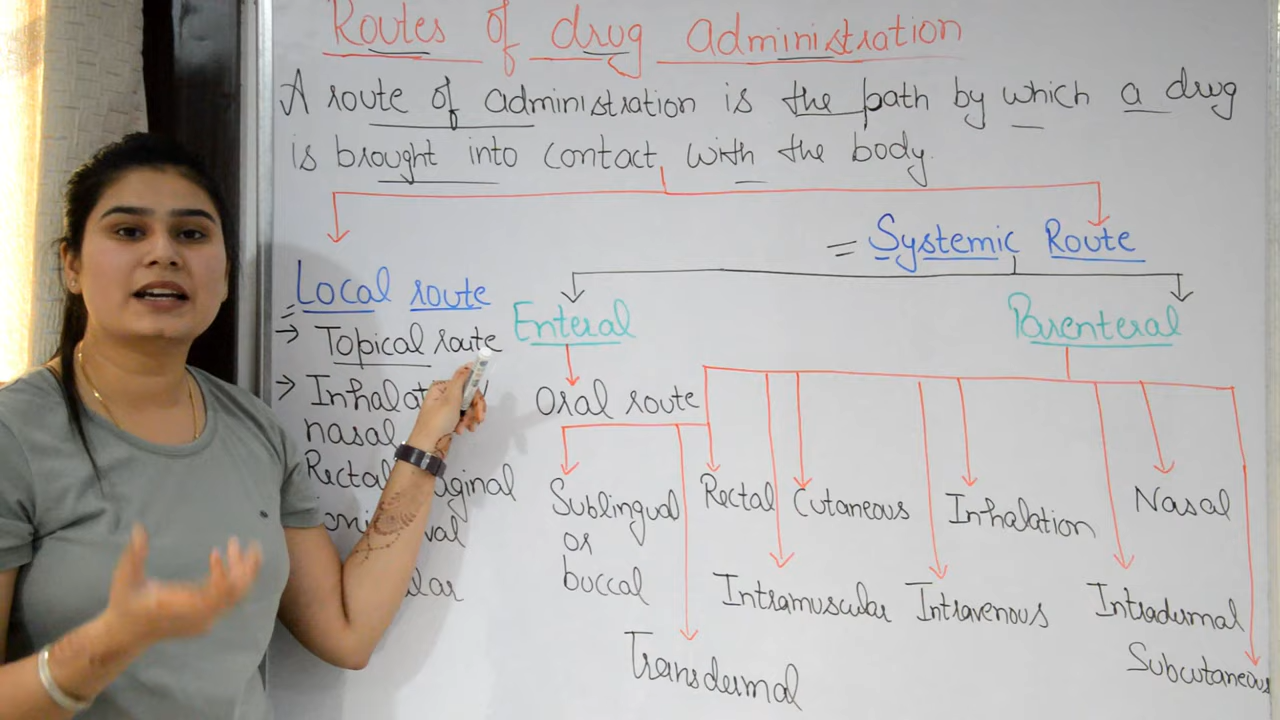 Routes of drug administration
A route of administration is the path by which a drug
is brought into contact with the body.
= Systemic Route
Local route
→ Topical route
→
nasal
Rectal
Enteral
Oral route
Sublingual
or
buccal
Transdermal
Parenteral
Rectal
Cutaneous
Inhalation
Nasal
Intramuscular
Intravenous
Intradermal
Subcutaneous